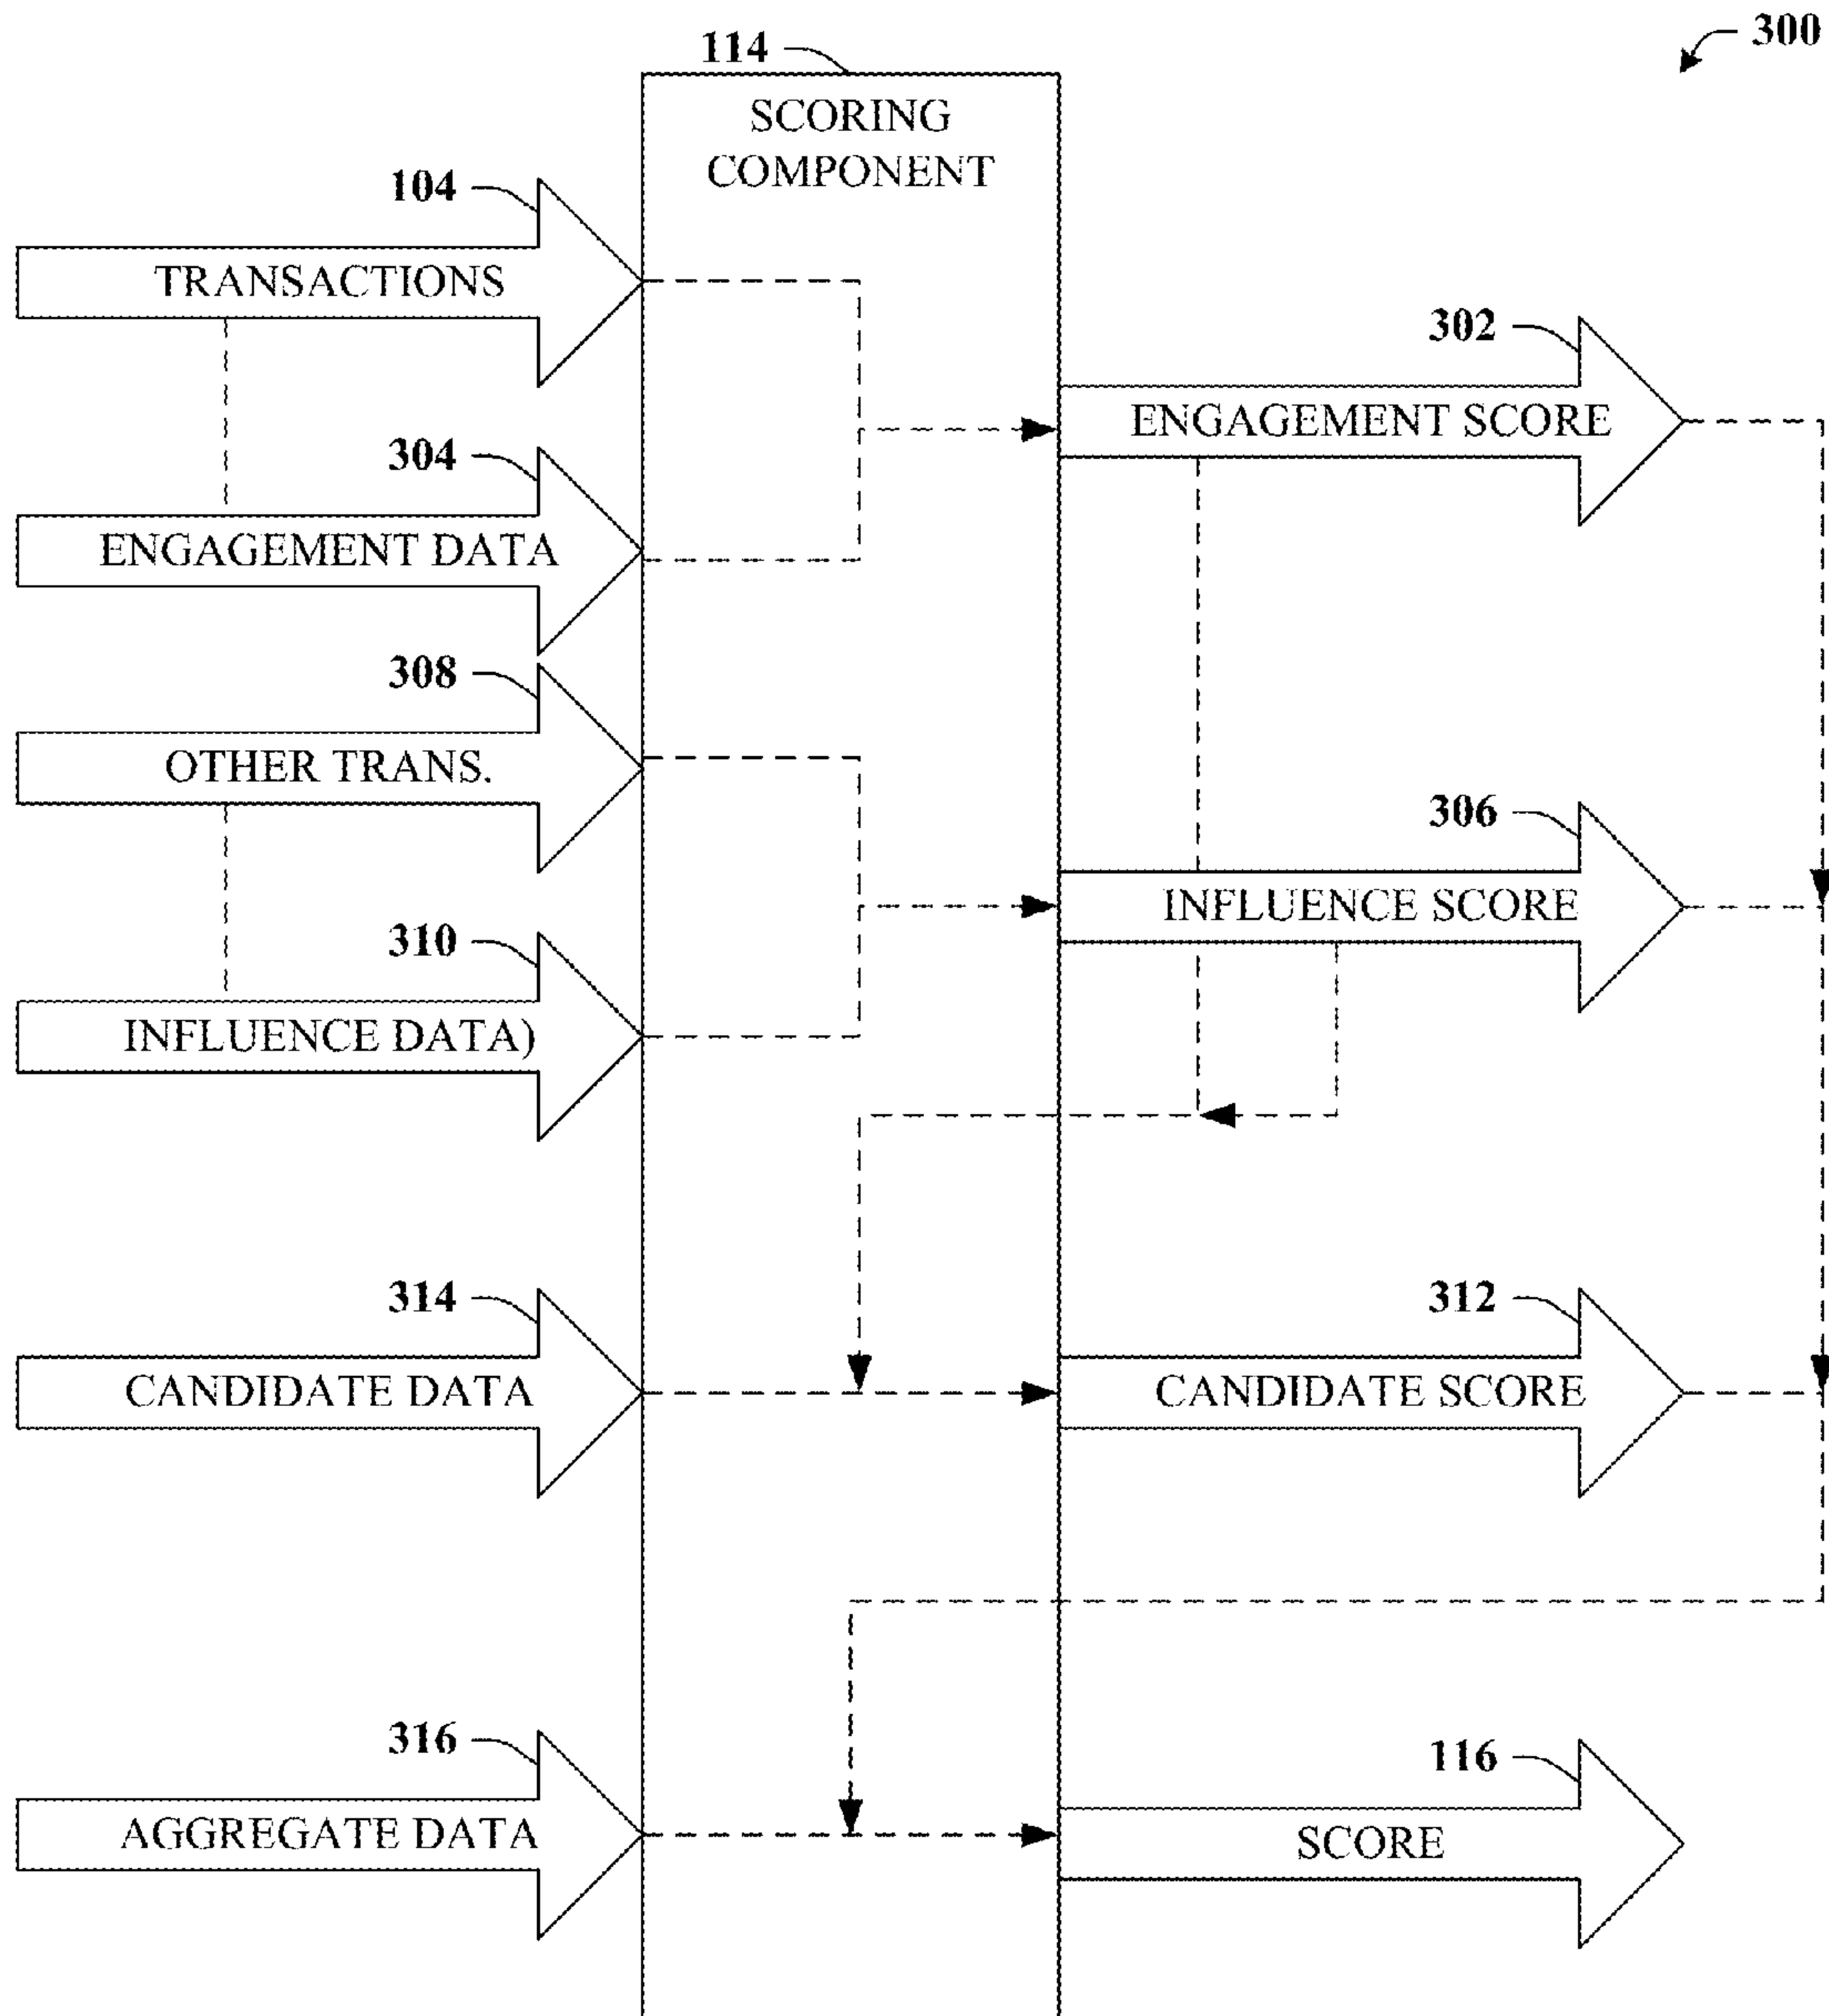 300
114
SCORING
COMPONENT
104
TRANSACTIONS
302
ENGAGEMENT SCORE
304
ENGAGEMENT DATA
308
OTHER TRANS.
306
INFLUENCE SCORE
310
INFLUENCE DATA)
314
CANDIDATE DATA
312
CANDIDATE SCORE
316
AGGREGATE DATA
116
SCORE